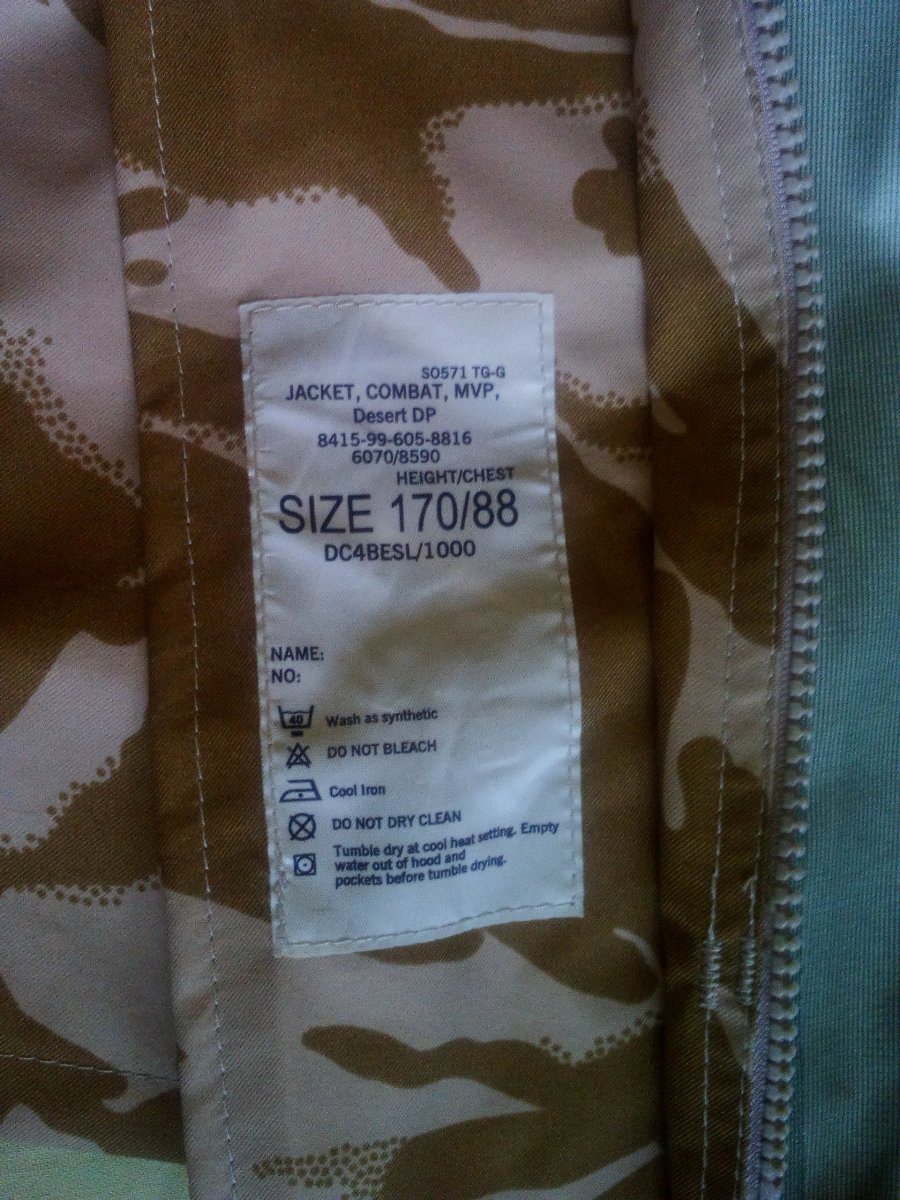 SO571 TG-G
JACKET, COMBAT, MVP,
Desert DP
8415-99-605-8816
6070/8590
HEIGHT/CHEST
SIZE 170/88
DC4BESL/1000
NAME:
NO:
40 Wash as synthetic
DO NOT BLEACH
Cool Iron
DO NOT DRY CLEAN
Tumble dry at cool heat setting. Empty
water out of hood and
pockets before tumble drying.